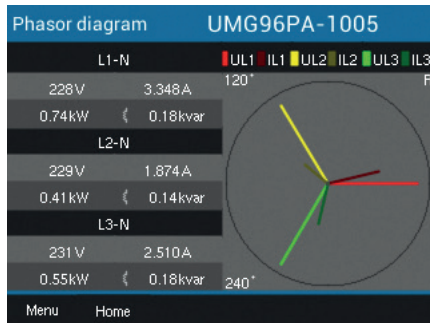 Phasor diagram UMG96PA-1005
L1-N
UL1 IL1 UL2 IL2 UL3 IL3
120°
228V 3.348A
0.74kW 0.18kvar
L2-N
229V 1.874A
0.41kW 0.14kvar
L3-N
231V 2.510A
0.55kW 0.18kvar
240°
Menu Home